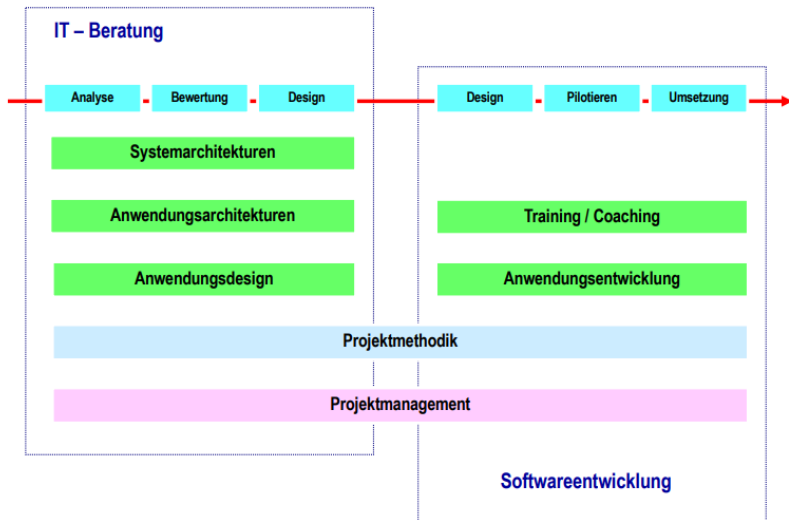 IT – Beratung
Analyse
Bewertung
Design
Design
Pilotieren
Umsetzung
Systemarchitekturen
Anwendungsarchitekturen
Training / Coaching
Anwendungsdesign
Anwendungsentwicklung
Projektmethodik
Projektmanagement
Softwareentwicklung